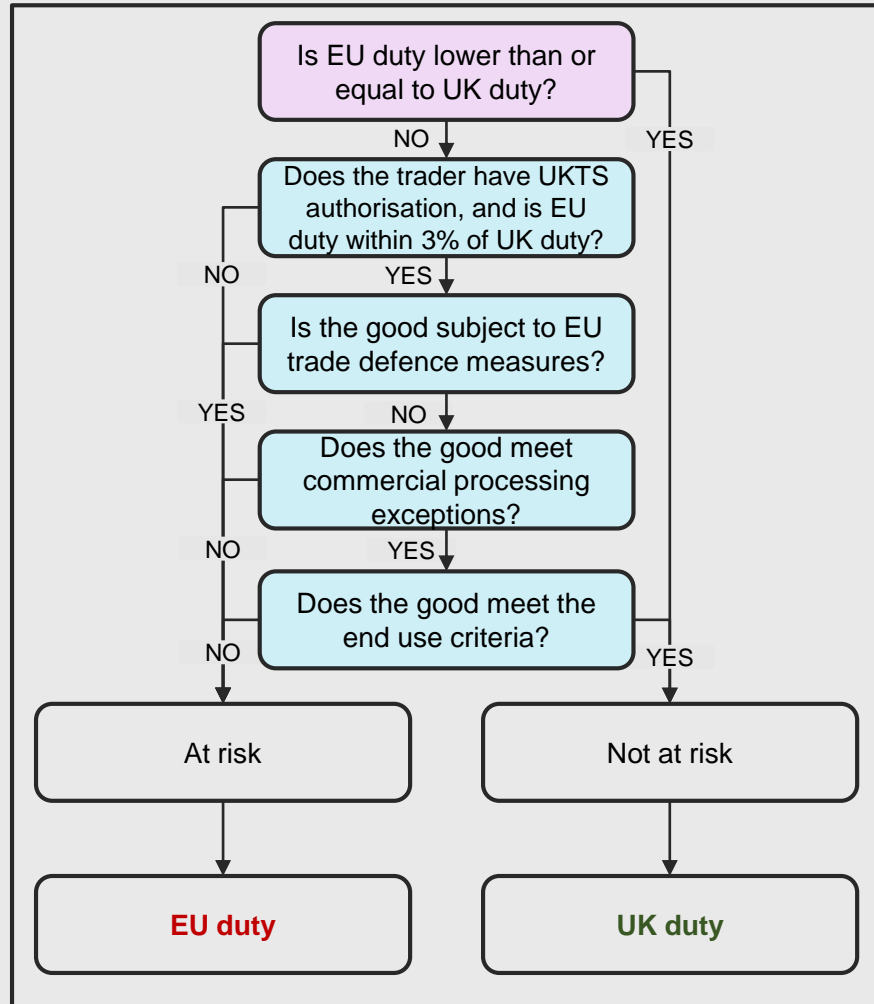 Is EU duty lower than or
equal to UK duty?
NO
YES
Does the trader have UKTS
authorisation, and is EU
duty within 3% of UK duty?
NO
YES
Is the good subject to EU
trade defence measures?
YES
NO
Does the good meet
commercial processing
exceptions?
NO
YES
Does the good meet the
end use criteria?
NO
YES
At risk
Not at risk
EU duty
UK duty